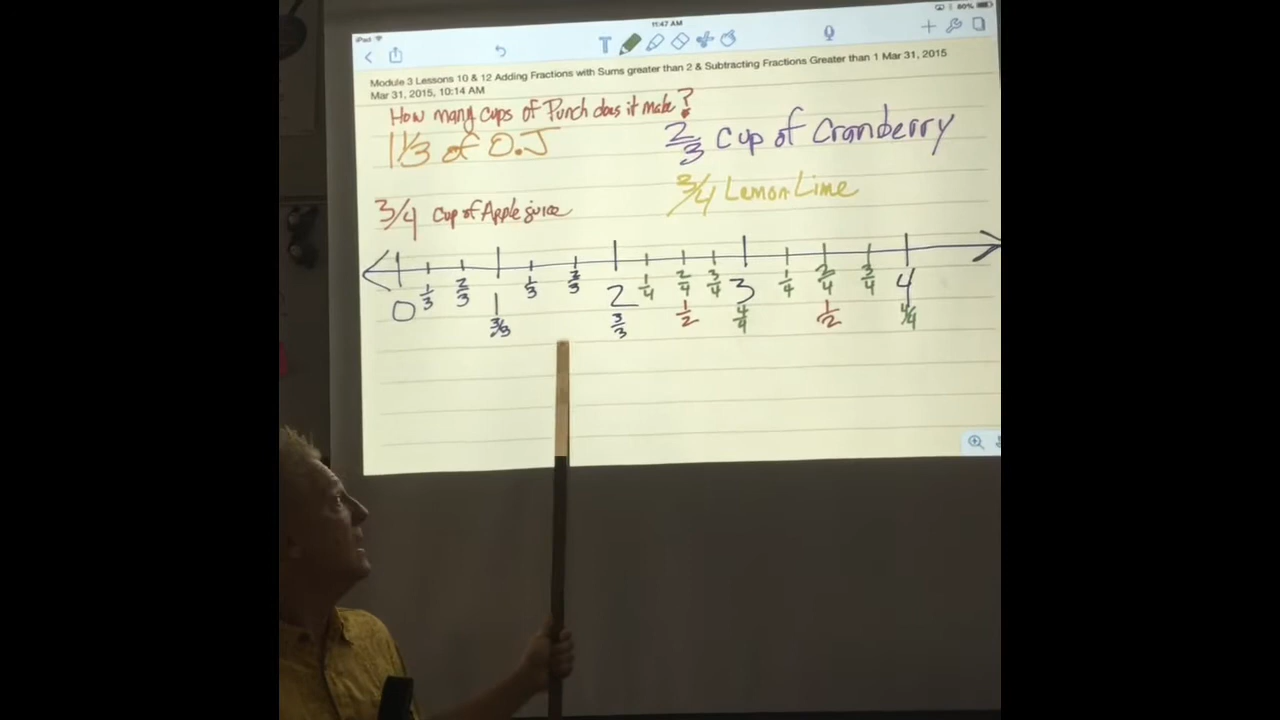 iPad
11:47 AM
80%
T
Module 3 Lessons 10 & 12 Adding Fractions with Sums greater than 2 & Subtracting Fractions Greater than 1 Mar 31, 2015
Mar 31, 2015, 10:14 AM
How many cups of Punch does it make?
1 1/3 of O.J
2/3 cup of Cranberry
3/4 Lemon Lime
3/4 cup of Apple juice
0 1/3 2/3 1 1/3 2/3 2 1/4 2/4 3/4 3 1/4 2/4 3/4 4
3/3 3/3 1/2 4/4 1/2 4/4